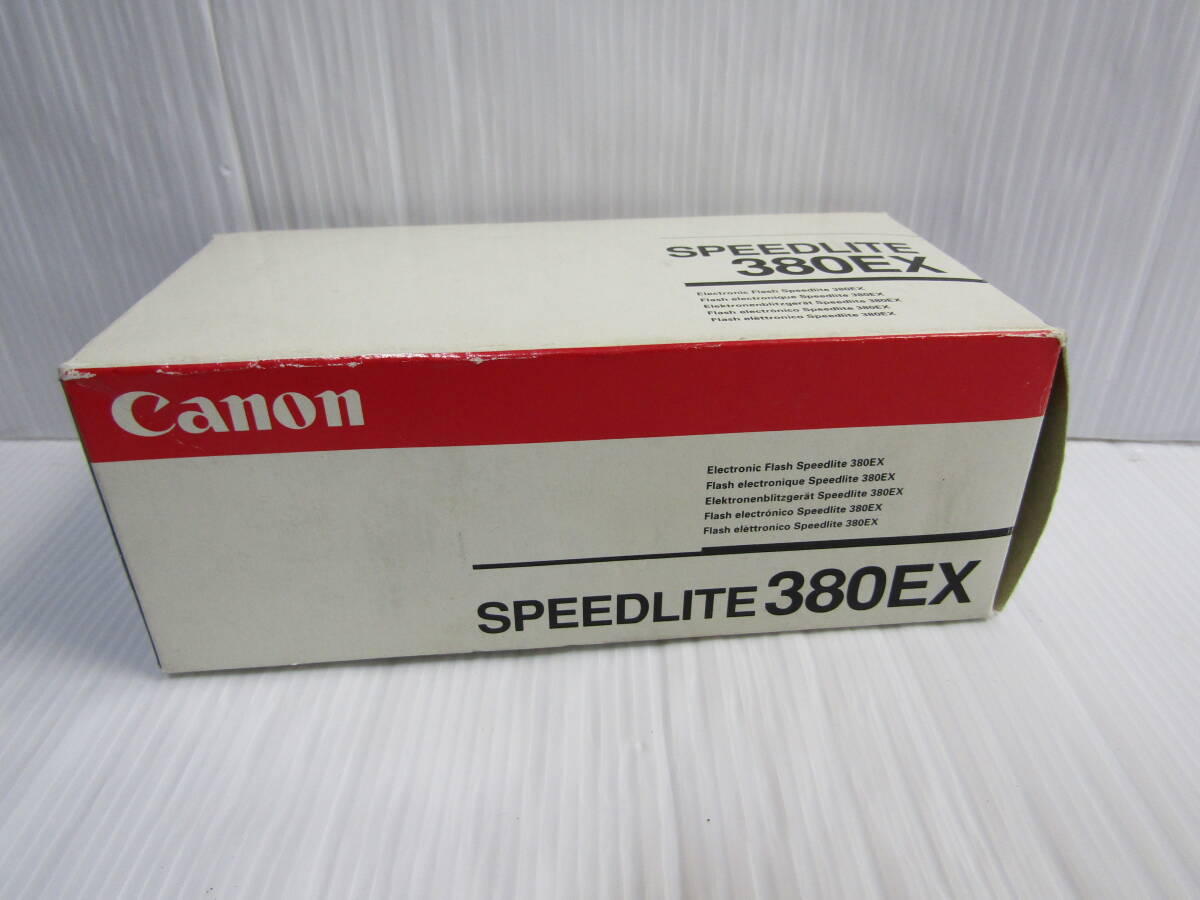 SPEEDLITE
380EX
Electronic Flash Speedlite 380EX
Flash electronique Speedlite 380EX
Elektronenblitzgerät Speedlite 380EX
Flash electrónico Speedlite 380EX
Flash elèttronico Speedlite 380EX
Canon
Electronic Flash Speedlite 380EX
Flash electronique Speedlite 380EX
Elektronenblitzgerät Speedlite 380EX
Flash electrónico Speedlite 380EX
Flash elèttronico Speedlite 380EX
SPEEDLITE 380EX